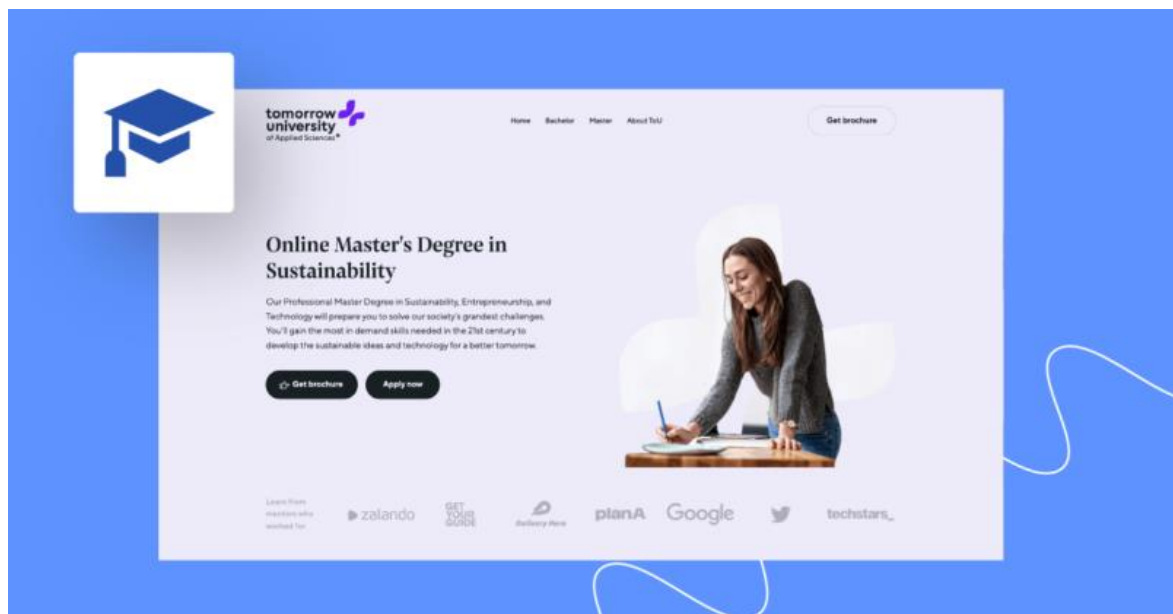 tomorrow
university
of Applied Sciences
Home Bachelor Master About ToU
Get brochure
Online Master's Degree in
Sustainability
Our Professional Master Degree in Sustainability, Entrepreneurship, and
Technology will prepare you to solve our society's grandest challenges.
You'll gain the most in demand skills needed in the 21st century to
develop the sustainable ideas and technology for a better tomorrow.
Get brochure Apply now
Learn from
mentors who
worked for
zalando
GET
YOUR
GUIDE
Delivery Hero
planA
Google
techstars_